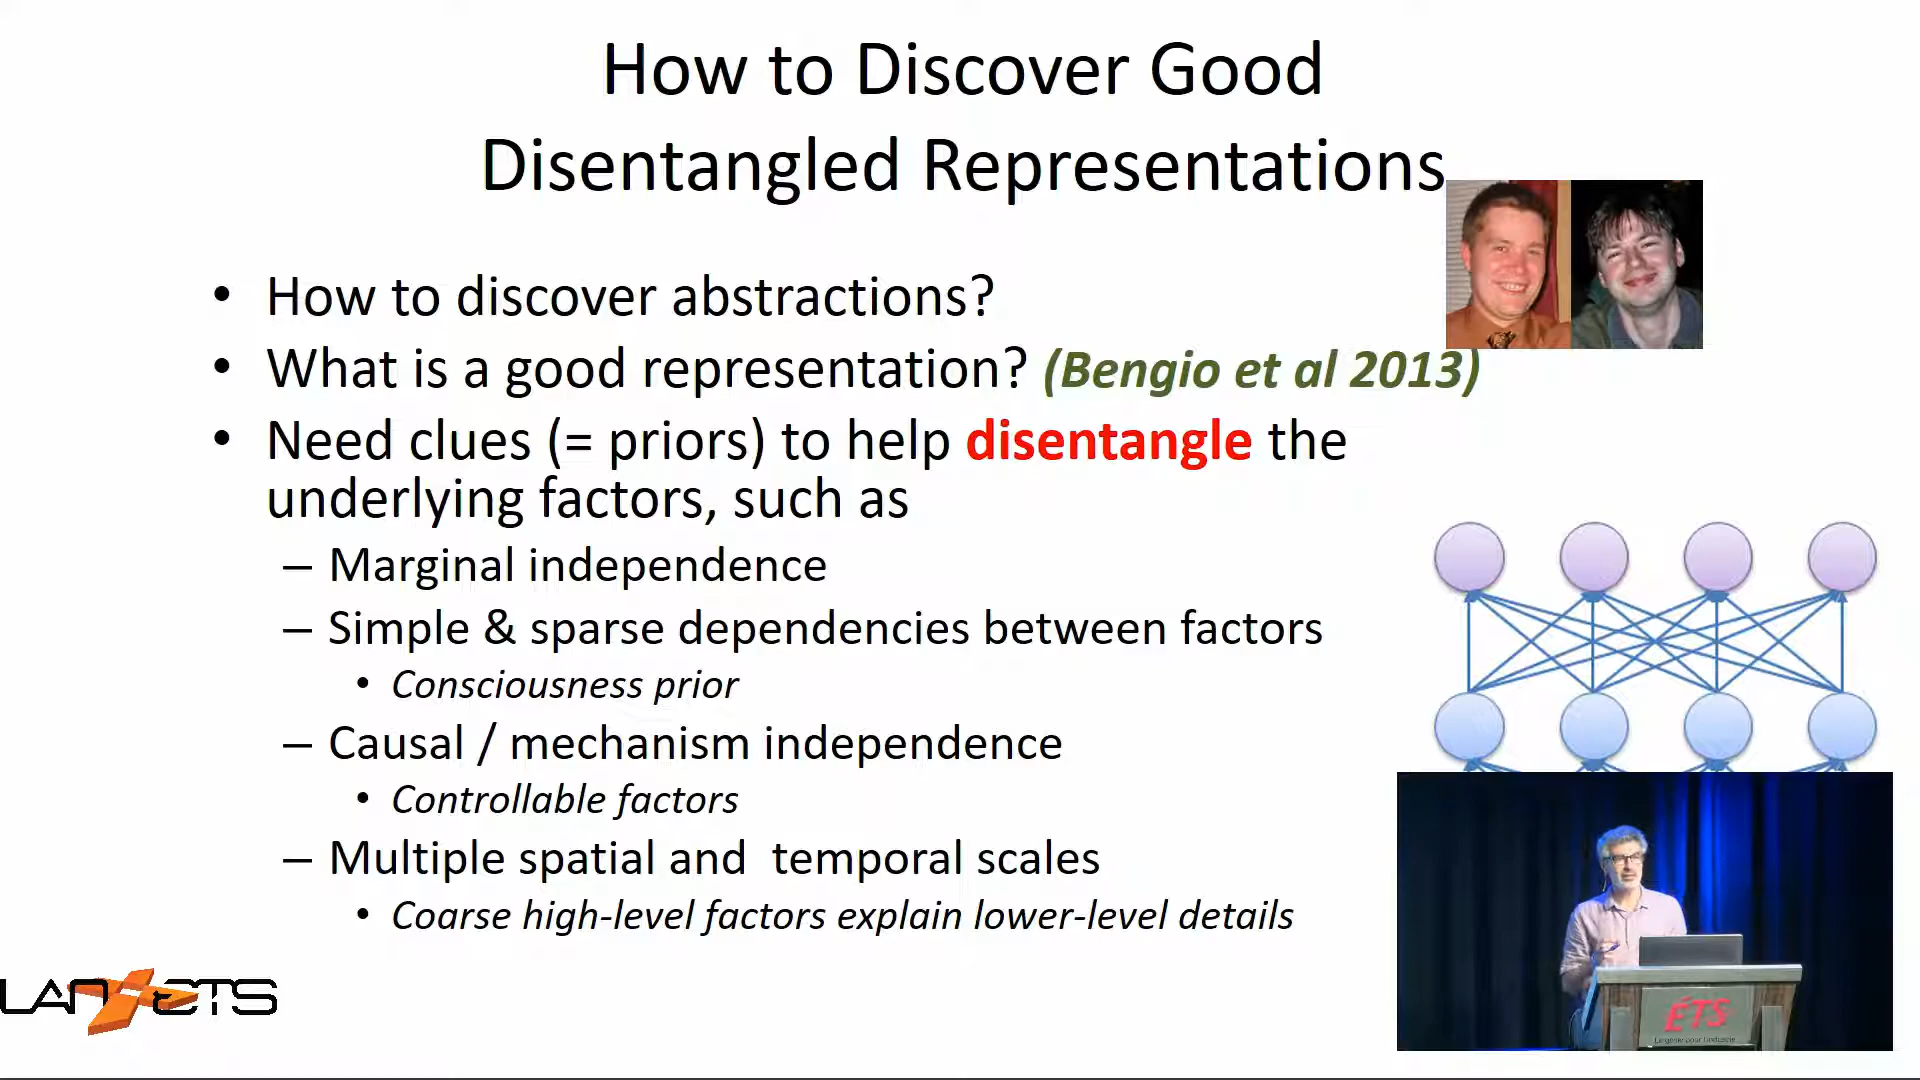 How to Discover Good
Disentangled Representations
• How to discover abstractions?
• What is a good representation? (Bengio et al 2013)
• Need clues (= priors) to help disentangle the
underlying factors, such as
– Marginal independence
– Simple & sparse dependencies between factors
• Consciousness prior
– Causal / mechanism independence
• Controllable factors
– Multiple spatial and temporal scales
• Coarse high-level factors explain lower-level details
LAN ETS
ÉTS